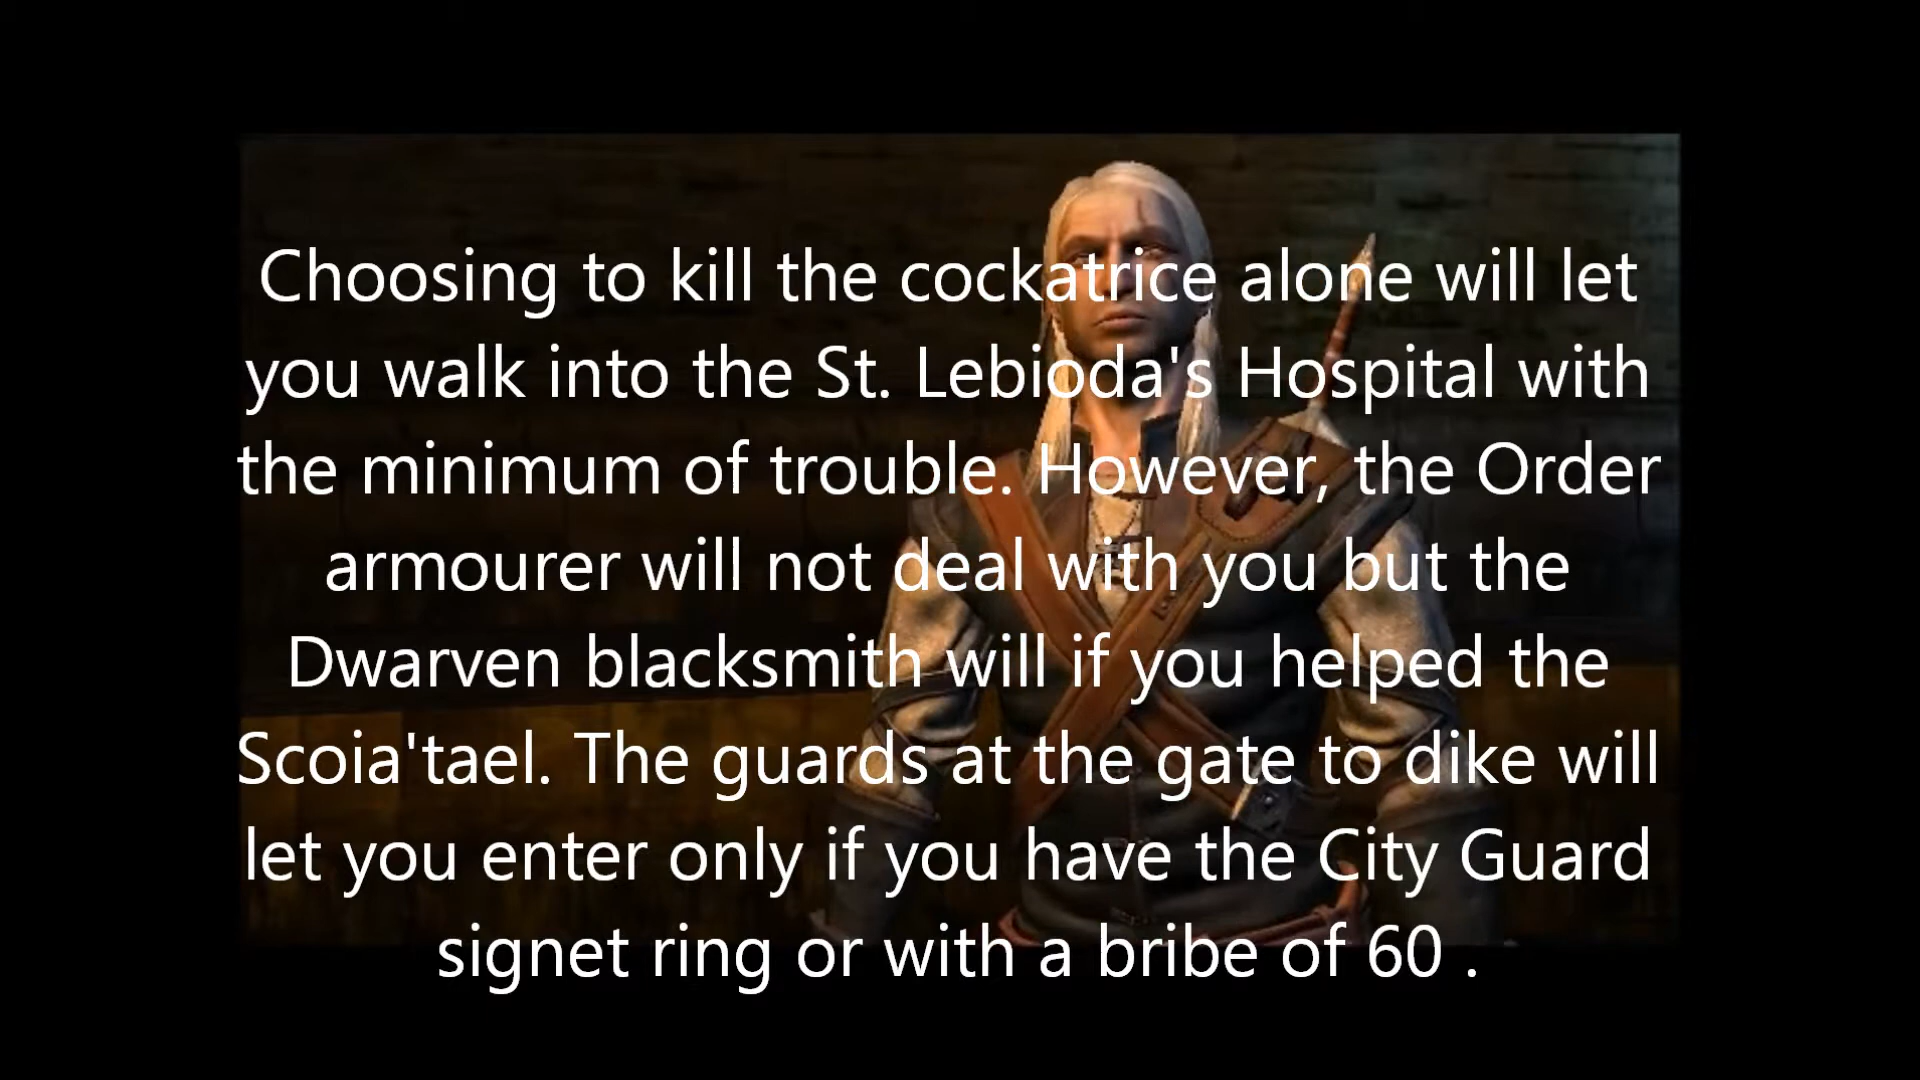 Choosing to kill the cockatrice alone will let
you walk into the St. Lebioda's Hospital with
the minimum of trouble. However, the Order
armourer will not deal with you but the
Dwarven blacksmith will if you helped the
Scoia'tael. The guards at the gate to dike will
let you enter only if you have the City Guard
signet ring or with a bribe of 60 .